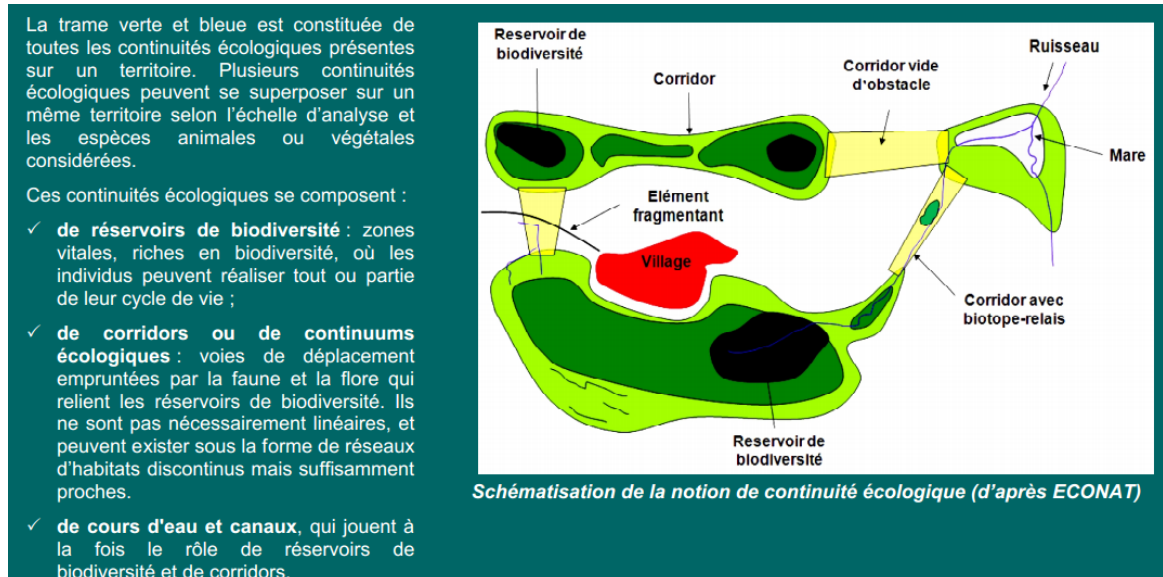 La trame verte et bleue est constituée de
toutes les continuités écologiques présentes
sur un territoire. Plusieurs continuités
écologiques peuvent se superposer sur un
même territoire selon l'échelle d'analyse et
les espèces animales ou végétales
considérées.
Ces continuités écologiques se composent :
✓ de réservoirs de biodiversité : zones
vitales, riches en biodiversité, où les
individus peuvent réaliser tout ou partie
de leur cycle de vie ;
✓ de corridors ou de continuums
écologiques : voies de déplacement
empruntées par la faune et la flore qui
relient les réservoirs de biodiversité. Ils
ne sont pas nécessairement linéaires, et
peuvent exister sous la forme de réseaux
d'habitats discontinus mais suffisamment
proches.
✓ de cours d'eau et canaux, qui jouent à
la fois le rôle de réservoirs de
biodiversité et de corridors.
Reservoir de
biodiversité
Corridor
Corridor vide
d'obstacle
Ruisseau
Mare
Elément
fragmentant
Village
Corridor avec
biotope-relais
Reservoir de
biodiversité
Schématisation de la notion de continuité écologique (d'après ECONAT)